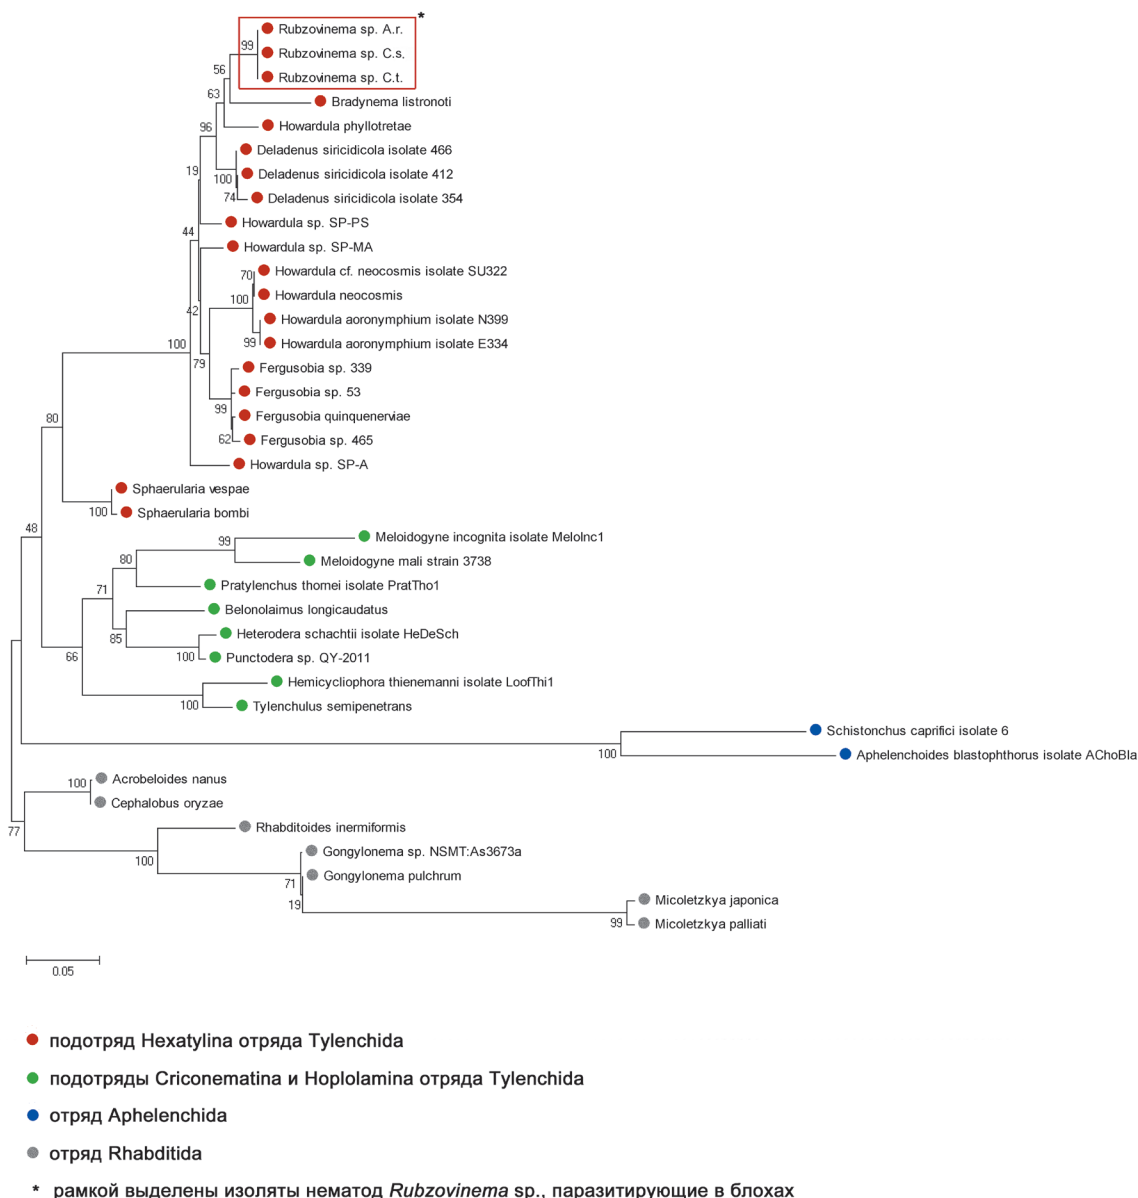 *
Rubzovinema sp. A.r.
99
Rubzovinema sp. C.s.
56
Rubzovinema sp. C.t.
63
Bradynema listronoti
96
Howardula phyllotretae
Deladenus siricidicola isolate 466
19
Deladenus siricidicola isolate 412
100
74
Deladenus siricidicola isolate 354
Howardula sp. SP-PS
44
Howardula sp. SP-MA
Howardula cf. neocosmis isolate SU322
70
Howardula neocosmis
100
42
Howardula aoronymphium isolate N399
Howardula aoronymphium isolate E334
99
100
79
Fergusobia sp. 339
Fergusobia sp. 53
99
Fergusobia quinquenerviae
80
62
Fergusobia sp. 465
Howardula sp. SP-A
Sphaerularia vespae
100
Sphaerularia bombi
48
Meloidogyne incognita isolate MeloInc1
99
Meloidogyne mali strain 3738
80
Pratylenchus thornei isolate PratTho1
71
Belonolaimus longicaudatus
85
Heterodera schachtii isolate HeDeSch
100
66
Punctodera sp. QY-2011
Hemicycliophora thienemanni isolate LoofThi1
100
Tylenchulus semipenetrans
Schistonchus caprifici isolate 6
100
Aphelenchoides blastophthorus isolate AChoBla
Acrobeloides nanus
100
Cephalobus oryzae
77
Rhabditoides inermiformis
100
Gongylonema sp. NSMT:As3673a
71
Gongylonema pulchrum
19
Micoletzkya japonica
99
Micoletzkya palliati
0.05
подотряд Hexatylina отряда Tylenchida
подотряды Criconematina и Hoplolamina отряда Tylenchida
отряд Aphelenchida
отряд Rhabditida
* рамкой выделены изоляты нематод Rubzovinema sp., паразитирующие в блохах